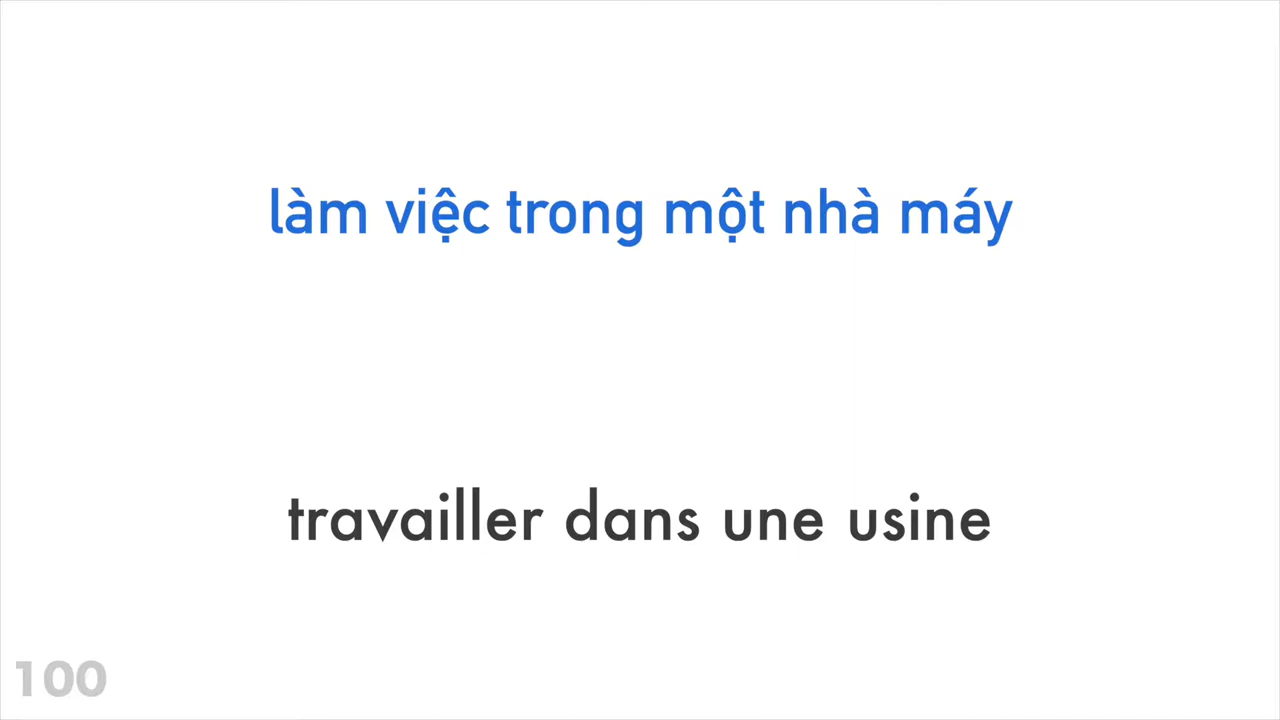 làm việc trong một nhà máy
travailler dans une usine
100